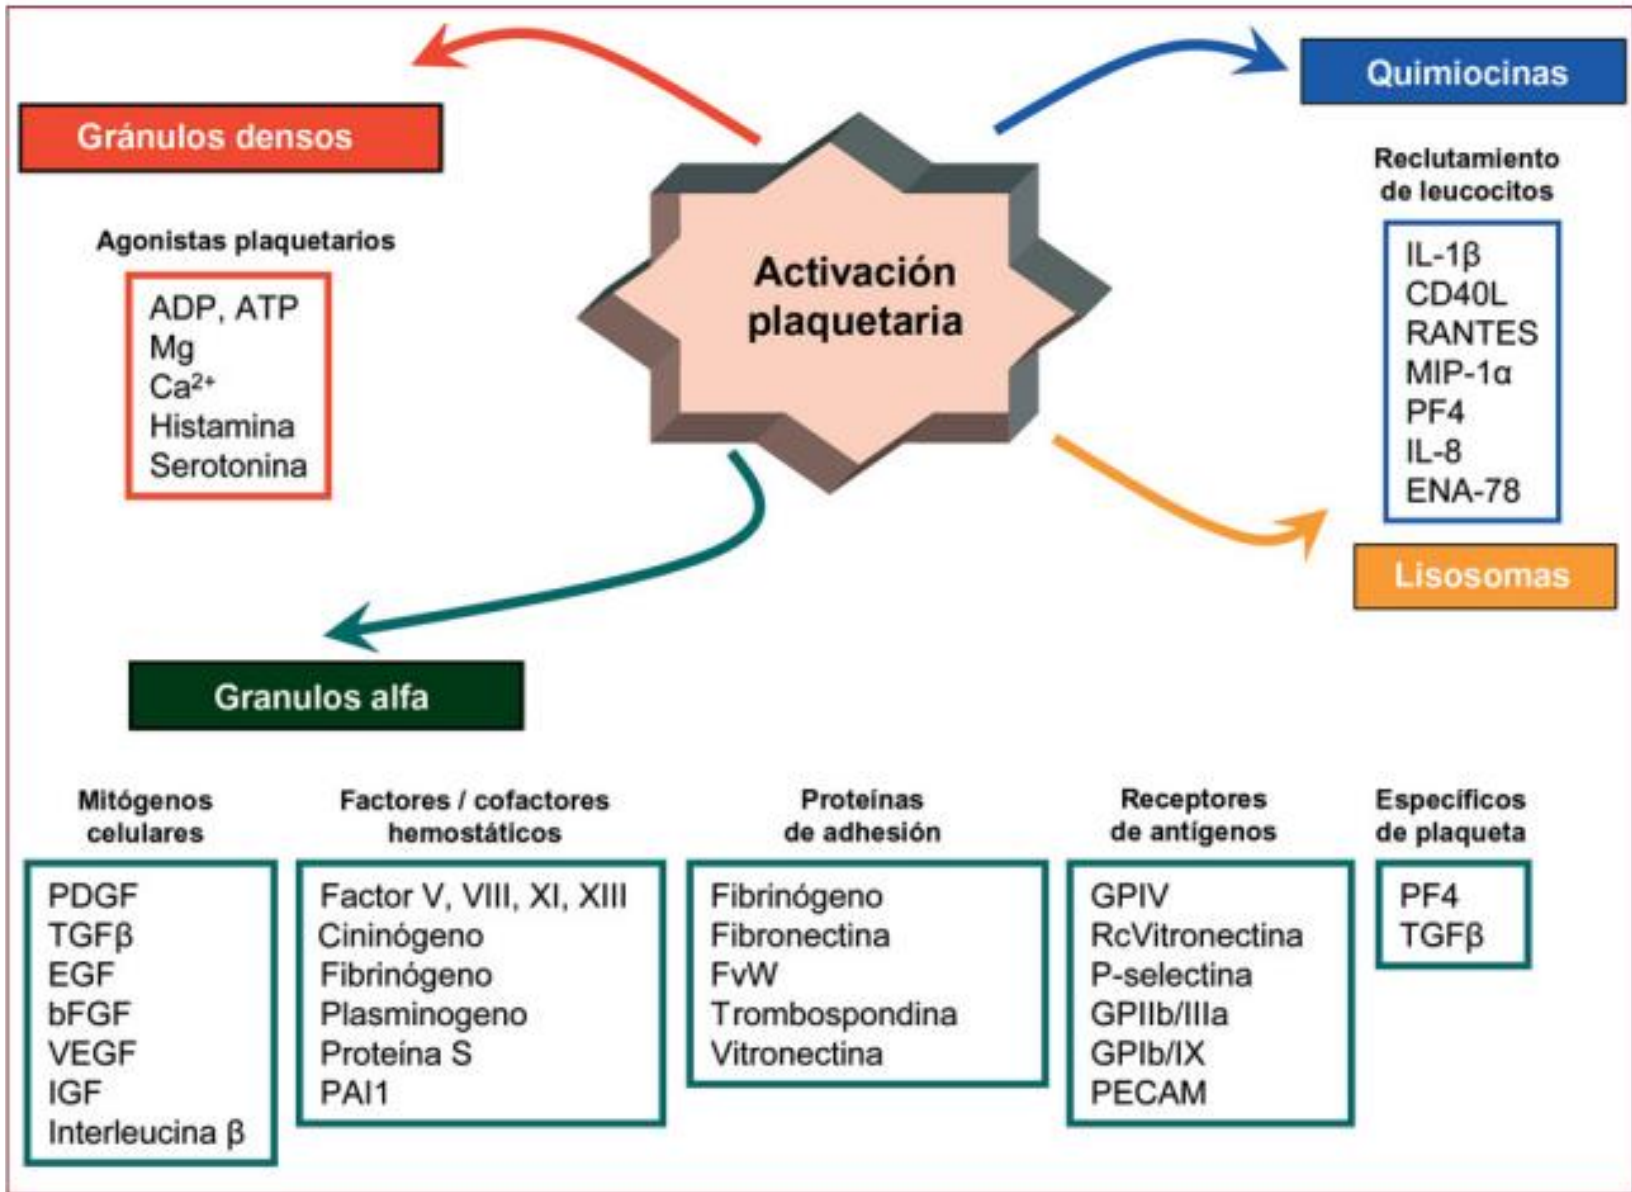 Gránulos densos
Agonistas plaquetarios
ADP, ATP
Mg
Ca²⁺
Histamina
Serotonina
Activación
plaquetaria
Quimiocinas
Reclutamiento
de leucocitos
IL-1β
CD40L
RANTES
MIP-1α
PF4
IL-8
ENA-78
Lisosomas
Granulos alfa
Mitógenos
celulares
PDGF
TGFβ
EGF
bFGF
VEGF
IGF
Interleucina β
Factores / cofactores
hemostáticos
Factor V, VIII, XI, XIII
Cininógeno
Fibrinógeno
Plasminogeno
Proteína S
PAI1
Proteínas
de adhesión
Fibrinógeno
Fibronectina
FvW
Trombospondina
Vitronectina
Receptores
de antígenos
GPIV
RcVitronectina
P-selectina
GPIIb/IIIa
GPIb/IX
PECAM
Específicos
de plaqueta
PF4
TGFβ